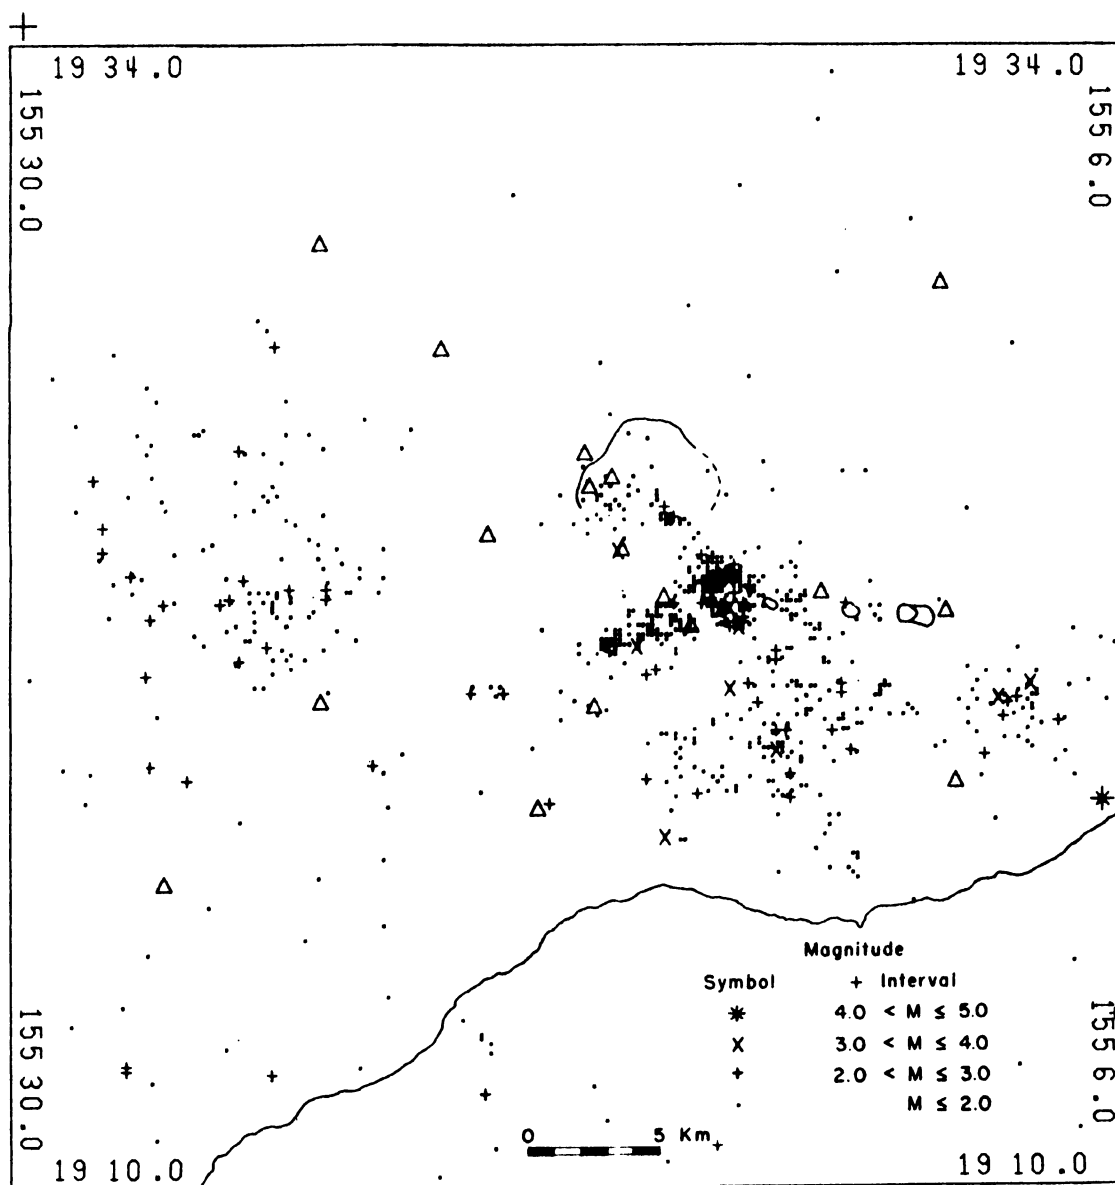 19 34.0
19 34.0
155 30.0
155 6.0
Magnitude
Symbol + Interval
* 4.0 < M ≤ 5.0
x 3.0 < M ≤ 4.0
+ 2.0 < M ≤ 3.0
. M ≤ 2.0
155 30.0
155 6.0
0 5 Km
19 10.0
19 10.0